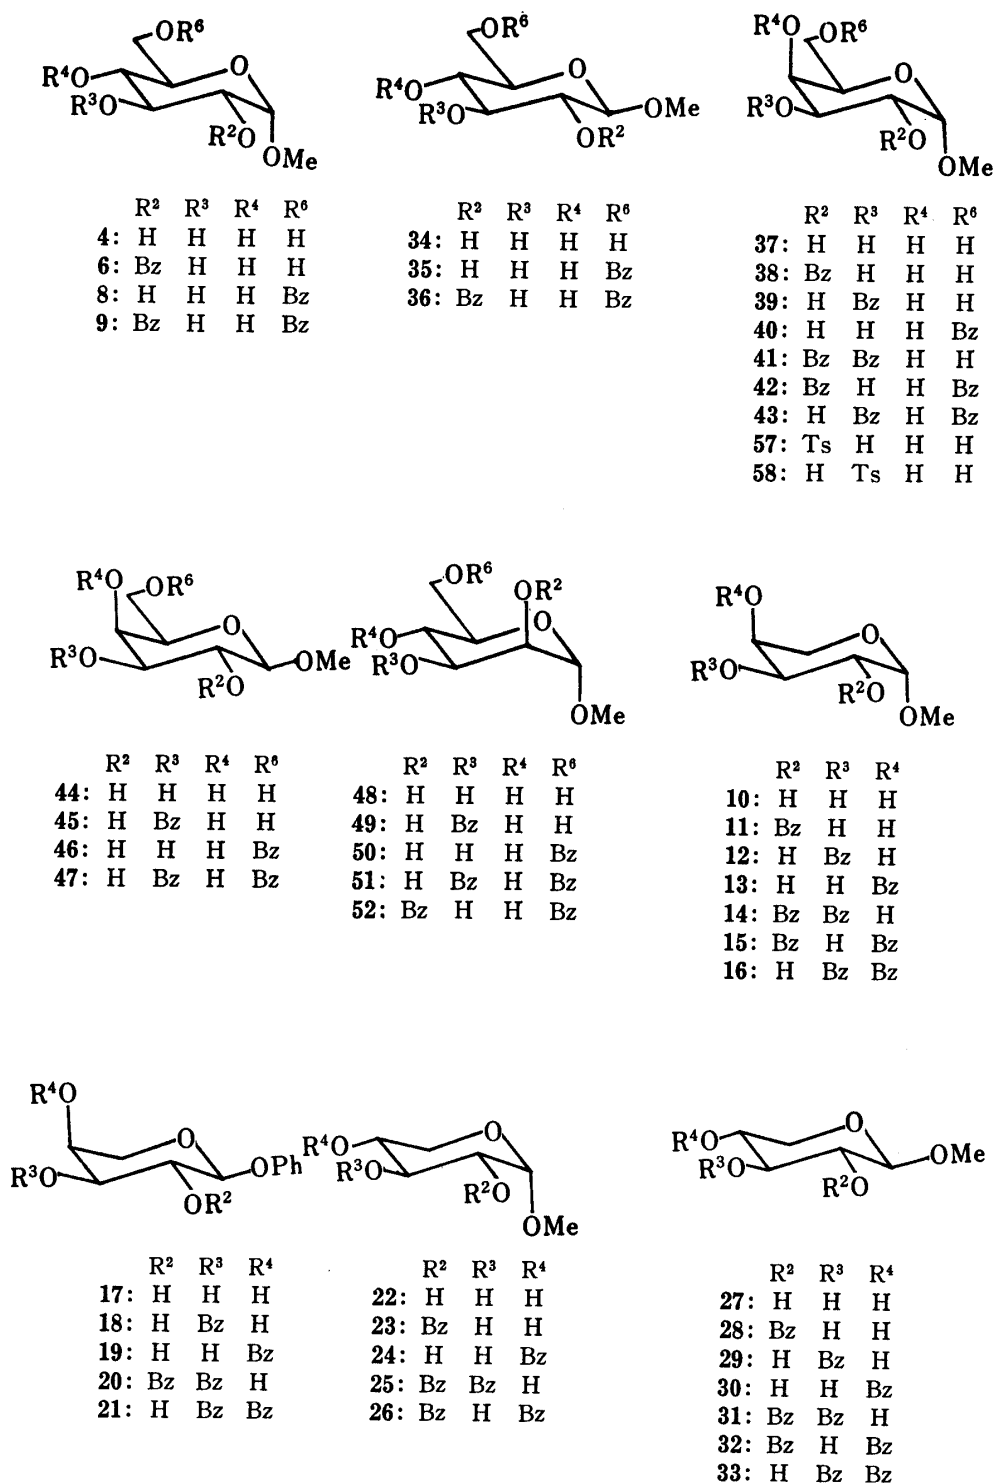 OR⁶
R⁴O
O
R³O
R²O
OMe
R² R³ R⁴ R⁶
4: H H H H
6: Bz H H H
8: H H H Bz
9: Bz H H Bz
OR⁶
R⁴O
O
R³O
OMe
OR²
R² R³ R⁴ R⁶
34: H H H H
35: H H H Bz
36: Bz H H Bz
R⁴O
OR⁶
O
R³O
R²O
OMe
R² R³ R⁴ R⁶
37: H H H H
38: Bz H H H
39: H Bz H H
40: H H H Bz
41: Bz Bz H H
42: Bz H H Bz
43: H Bz H Bz
57: Ts H H H
58: H Ts H H
R⁴O
OR⁶
O
R³O
OMe
R²O
R² R³ R⁴ R⁶
44: H H H H
45: H Bz H H
46: H H H Bz
47: H Bz H Bz
OR⁶
OR²
R⁴O
O
R³O
OMe
R² R³ R⁴ R⁶
48: H H H H
49: H Bz H H
50: H H H Bz
51: H Bz H Bz
52: Bz H H Bz
R⁴O
O
R³O
R²O
OMe
R² R³ R⁴
10: H H H
11: Bz H H
12: H Bz H
13: H H Bz
14: Bz Bz H
15: Bz H Bz
16: H Bz Bz
R⁴O
O
R³O
OPh
OR²
R² R³ R⁴
17: H H H
18: H Bz H
19: H H Bz
20: Bz Bz H
21: H Bz Bz
R⁴O
O
R³O
R²O
OMe
R² R³ R⁴
22: H H H
23: Bz H H
24: H H Bz
25: Bz Bz H
26: Bz H Bz
R⁴O
O
R³O
OMe
R²O
R² R³ R⁴
27: H H H
28: Bz H H
29: H Bz H
30: H H Bz
31: Bz Bz H
32: Bz H Bz
33: H Bz Bz